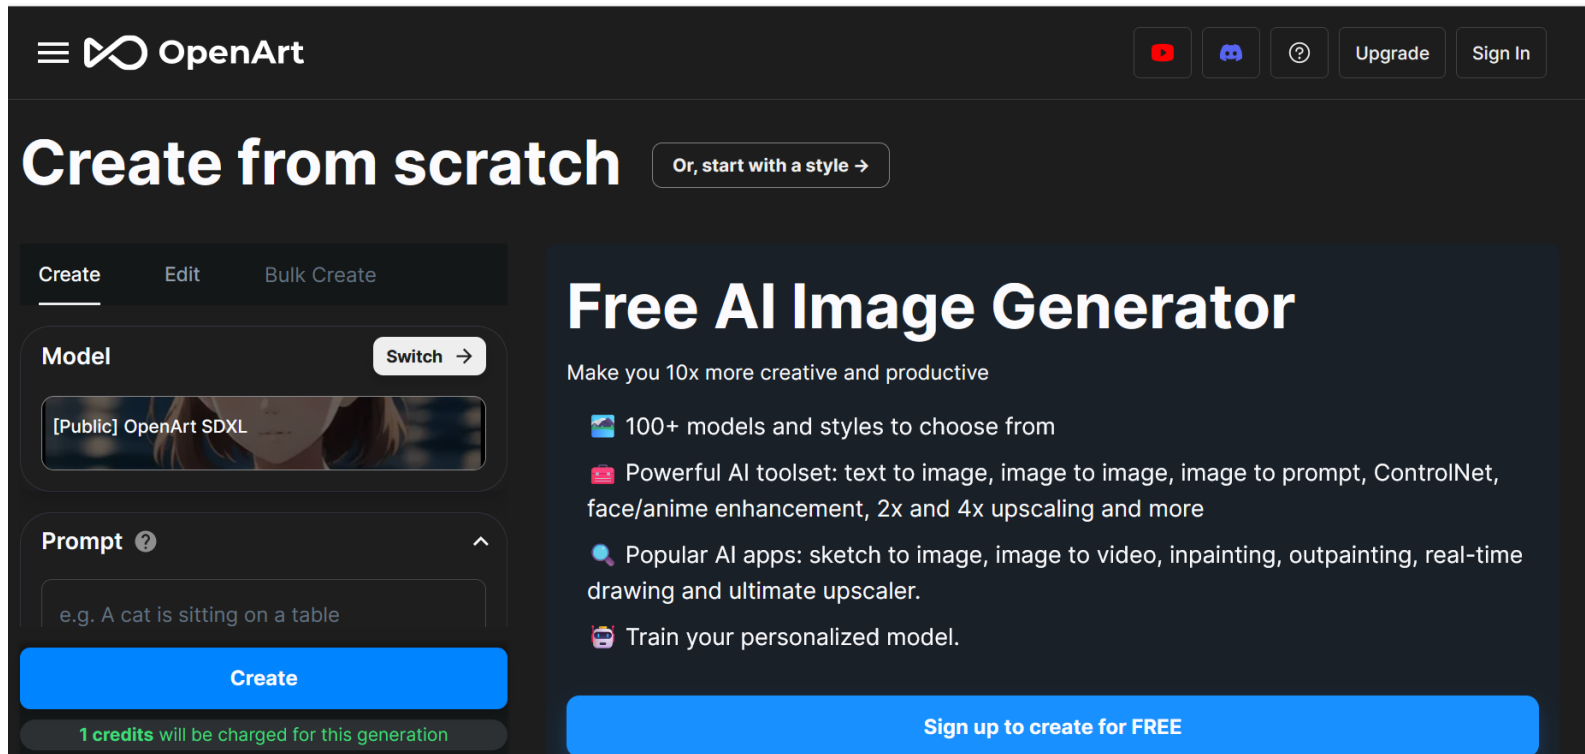 OpenArt
Upgrade
Sign In
Create from scratch
Or, start with a style →
Create
Edit
Bulk Create
Model
Switch →
[Public] OpenArt SDXL
Prompt ?
e.g. A cat is sitting on a table
Create
1 credits will be charged for this generation
Free AI Image Generator
Make you 10x more creative and productive
100+ models and styles to choose from
Powerful AI toolset: text to image, image to image, image to prompt, ControlNet,
face/anime enhancement, 2x and 4x upscaling and more
Popular AI apps: sketch to image, image to video, inpainting, outpainting, real-time
drawing and ultimate upscaler.
Train your personalized model.
Sign up to create for FREE